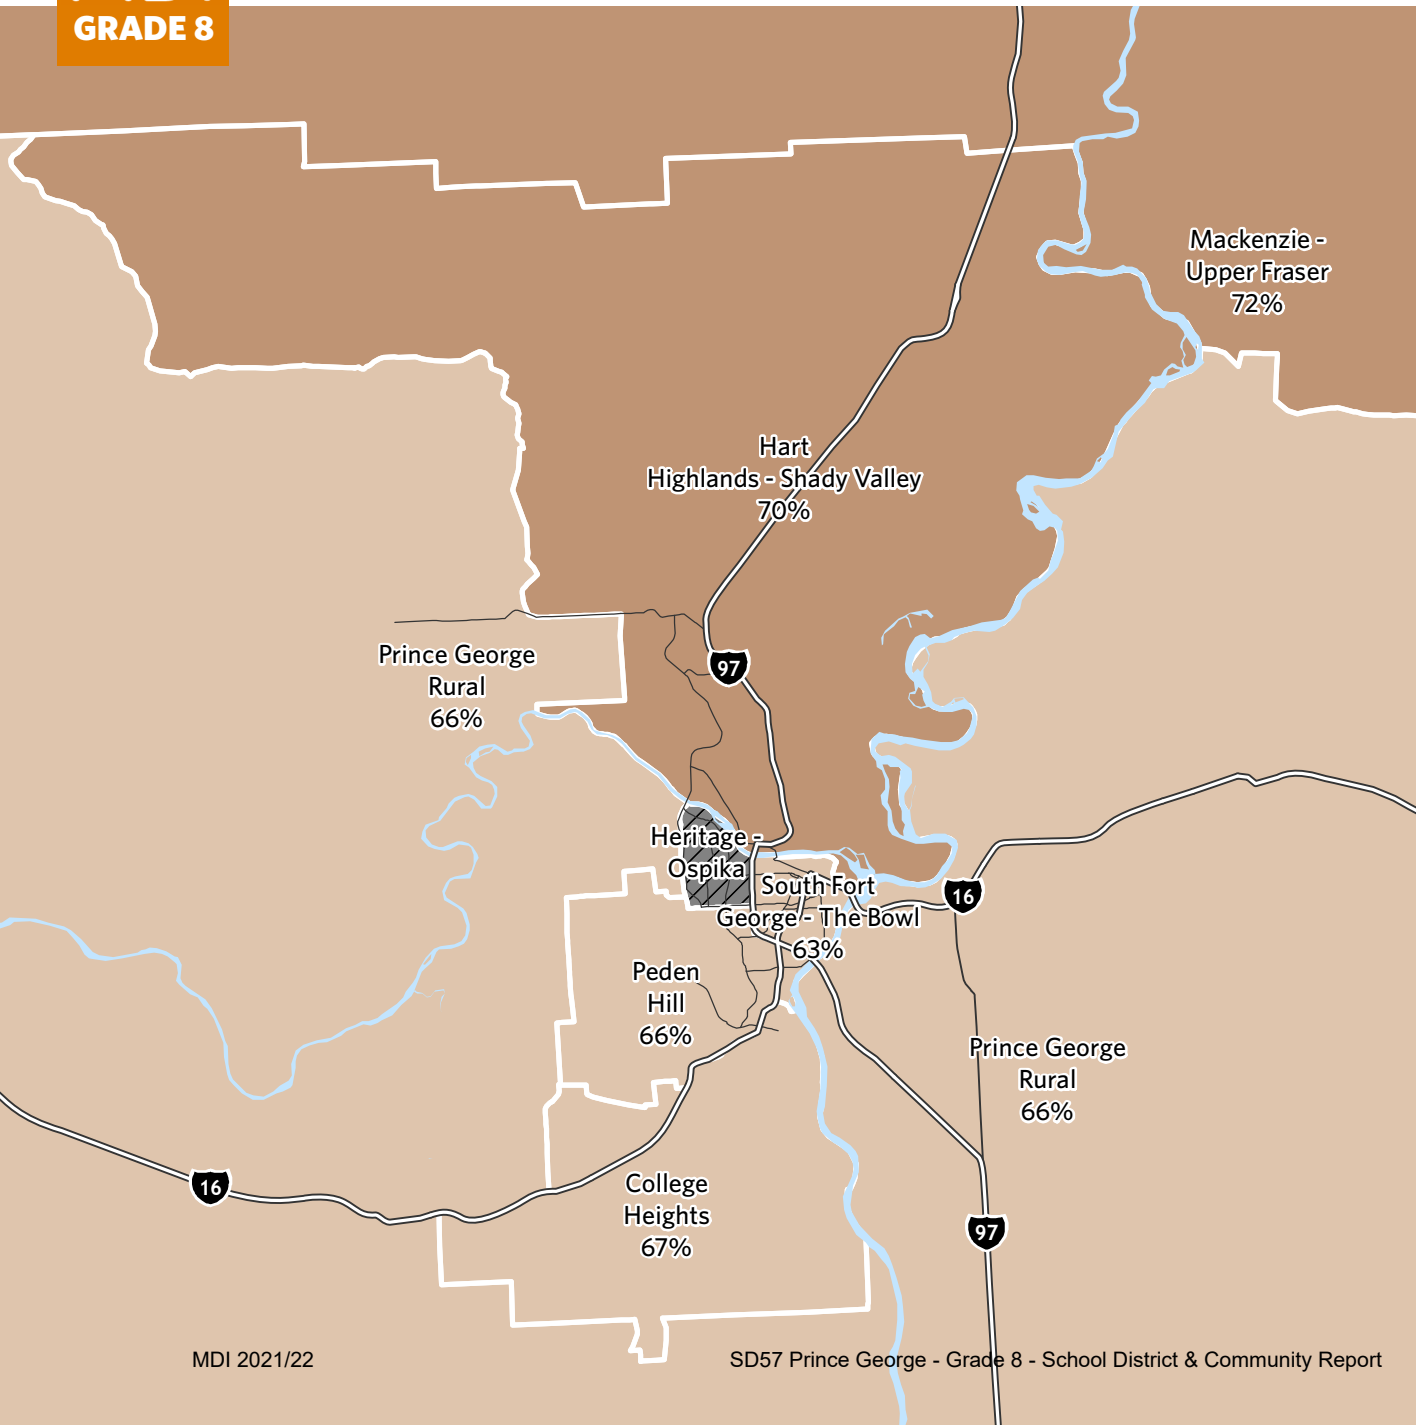 GRADE 8
Mackenzie -
Upper Fraser
72%
Hart
Highlands - Shady Valley
70%
Prince George
Rural
66%
97
Heritage -
Ospika
South Fort
George - The Bowl
63%
16
Peden
Hill
66%
Prince George
Rural
66%
16
College
Heights
67%
97
MDI 2021/22
SD57 Prince George - Grade 8 - School District & Community Report